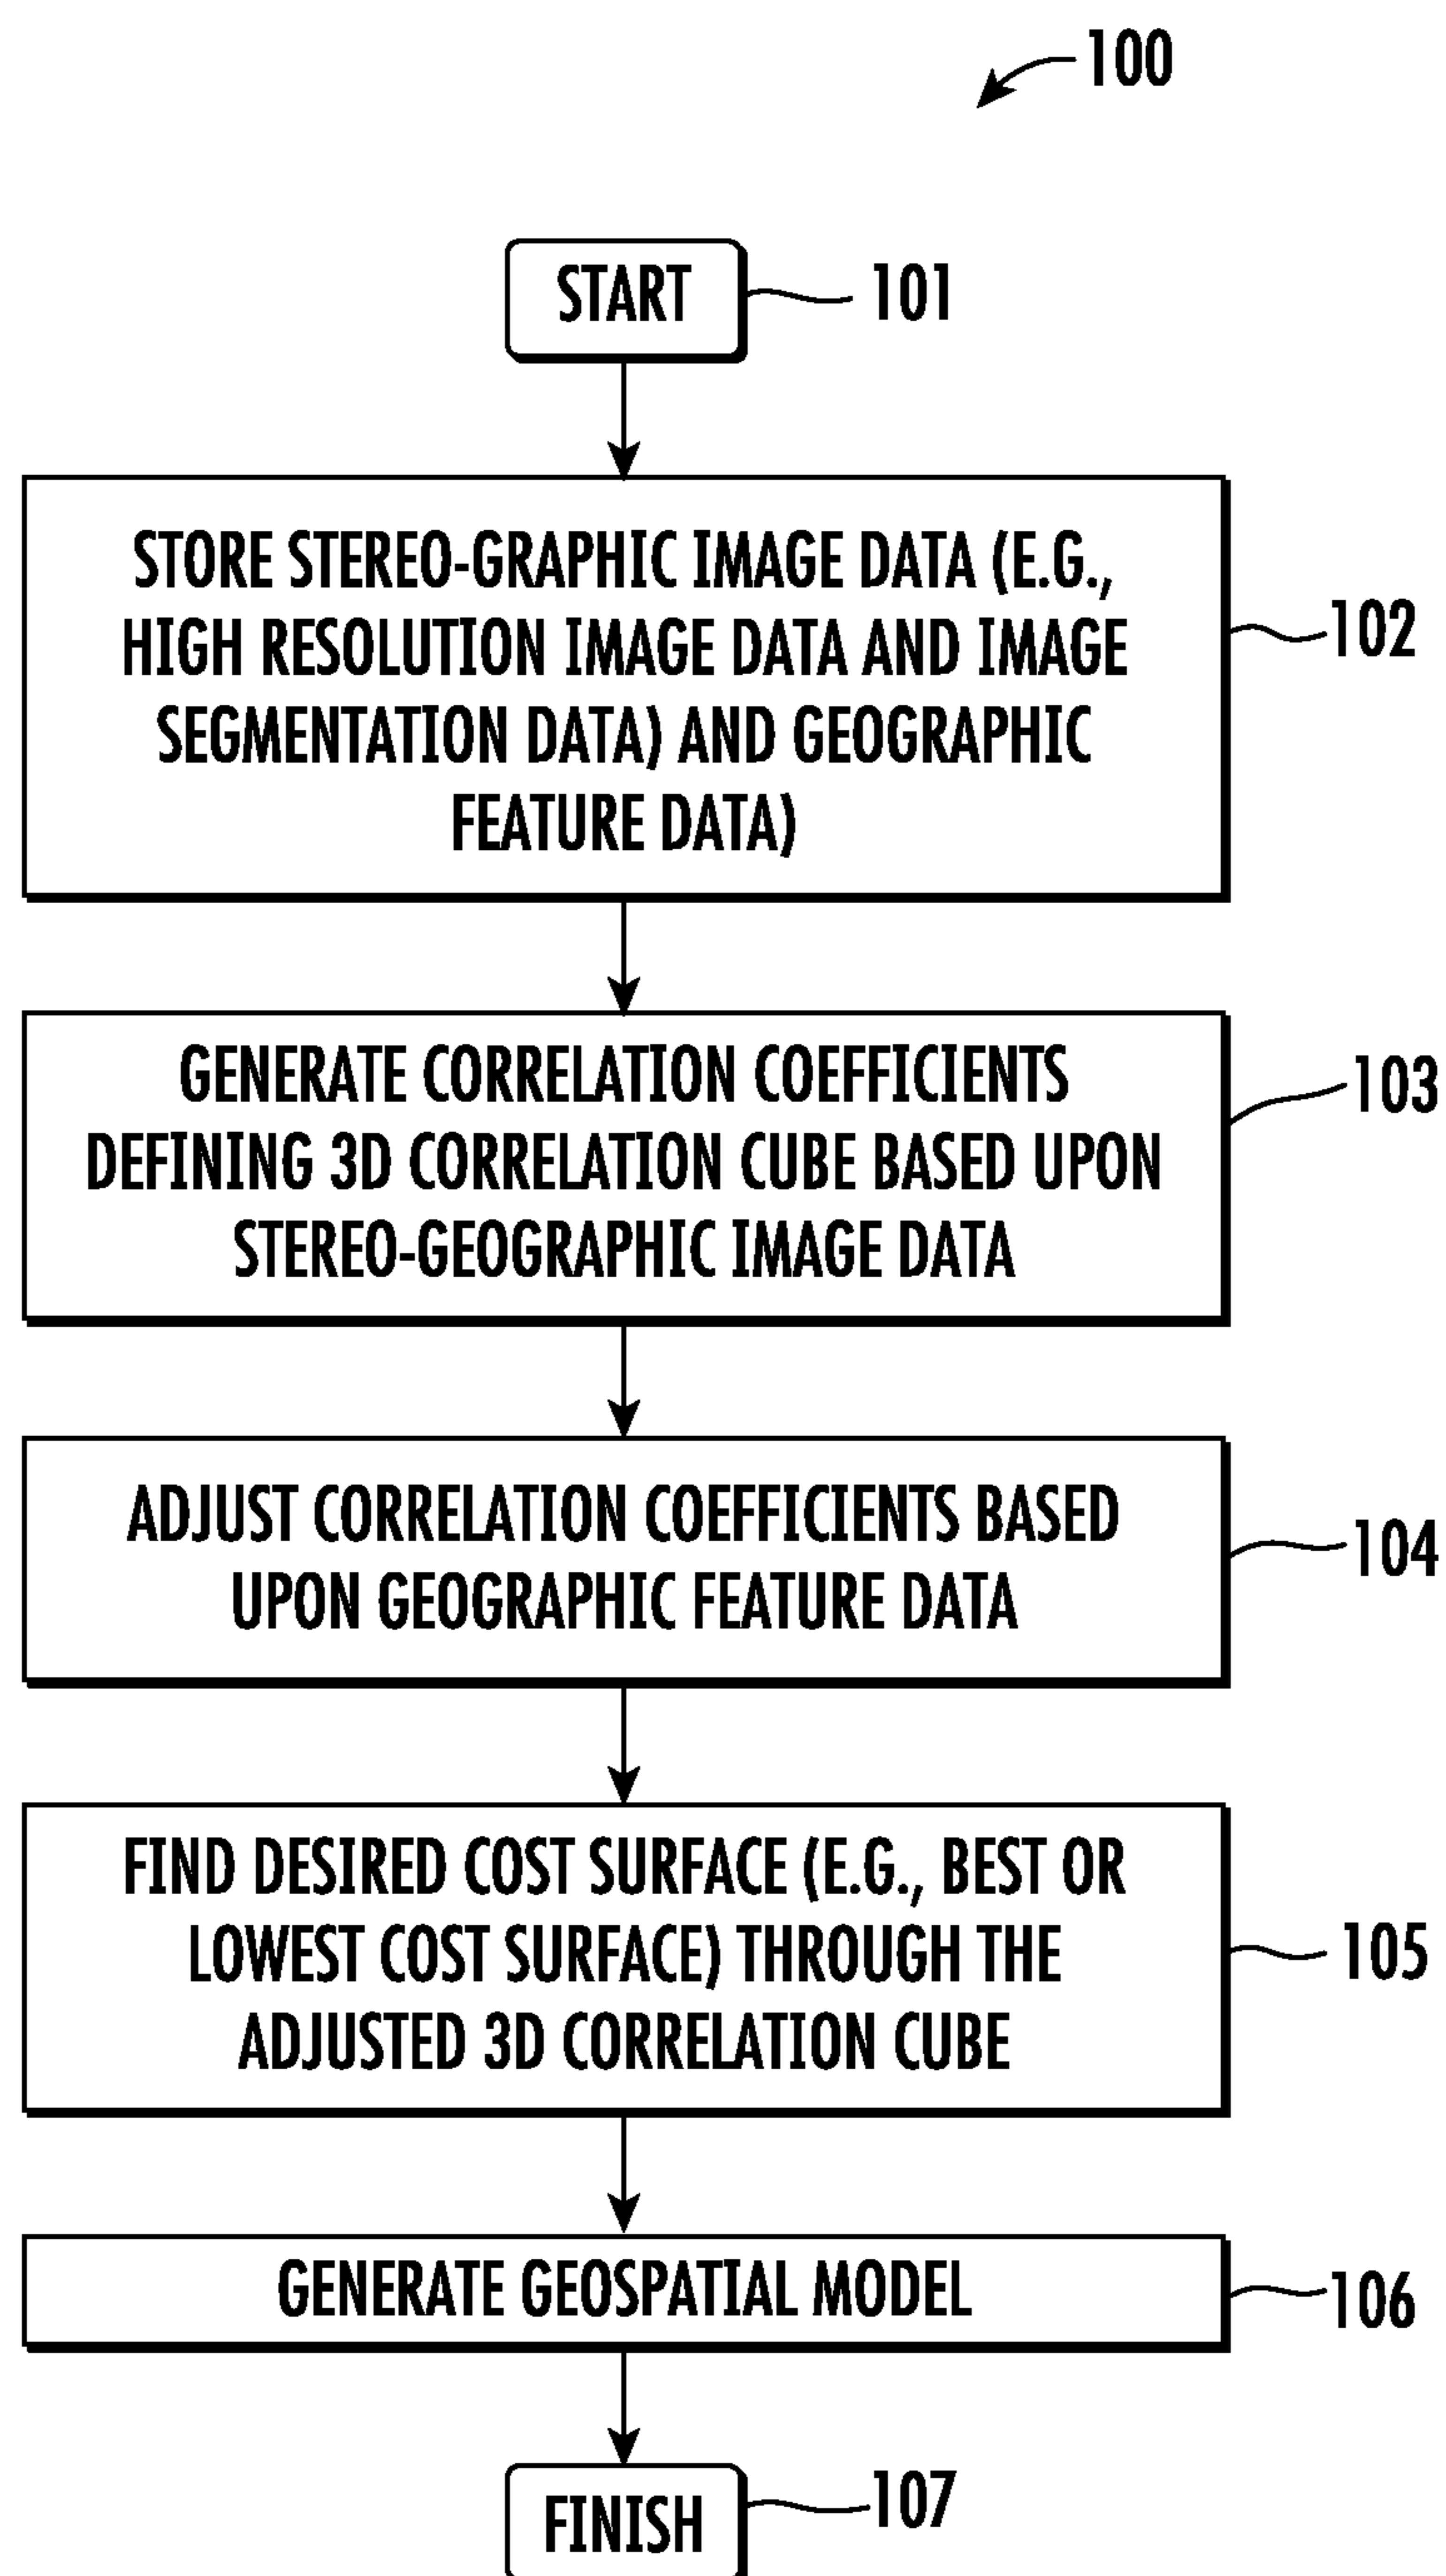 100
START
101
STORE STEREO-GRAPHIC IMAGE DATA (E.G.,
HIGH RESOLUTION IMAGE DATA AND IMAGE
SEGMENTATION DATA) AND GEOGRAPHIC
FEATURE DATA)
102
GENERATE CORRELATION COEFFICIENTS
DEFINING 3D CORRELATION CUBE BASED UPON
STEREO-GEOGRAPHIC IMAGE DATA
103
ADJUST CORRELATION COEFFICIENTS BASED
UPON GEOGRAPHIC FEATURE DATA
104
FIND DESIRED COST SURFACE (E.G., BEST OR
LOWEST COST SURFACE) THROUGH THE
ADJUSTED 3D CORRELATION CUBE
105
GENERATE GEOSPATIAL MODEL
106
FINISH
107